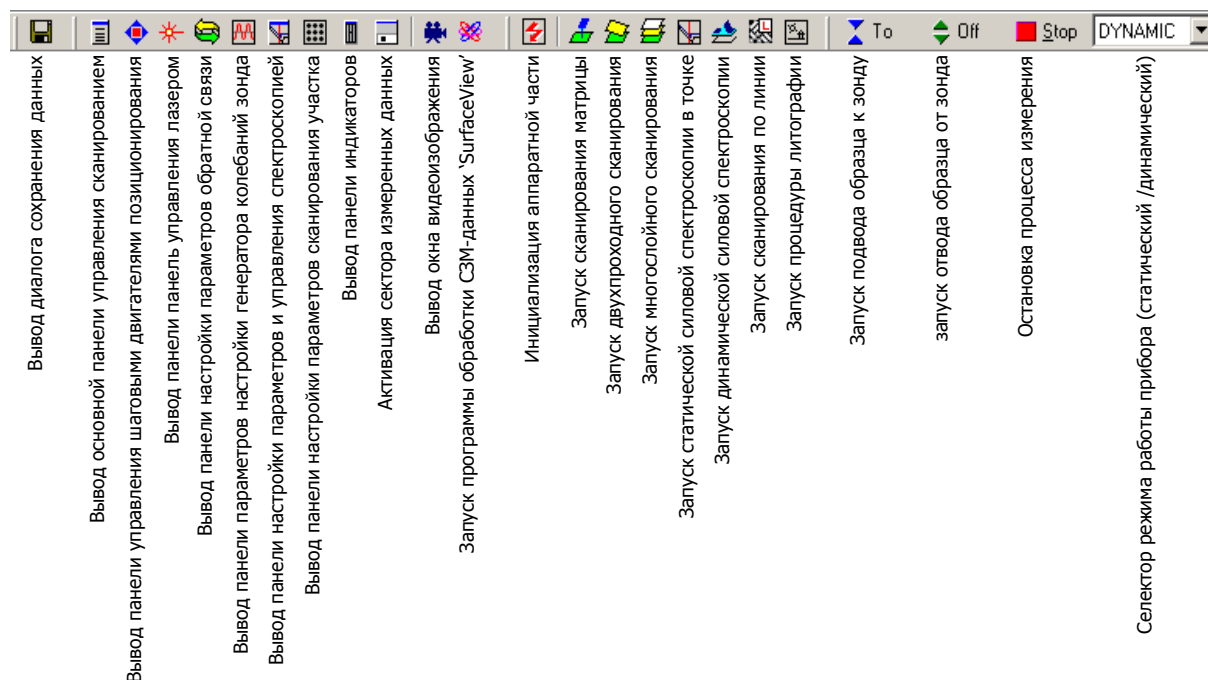 To
Off
Stop
DYNAMIC
Вывод диалога сохранения данных
Вывод основной панели управления сканированием
Вывод панели управления шаговыми двигателями позиционирования
Вывод панели панель управления лазером
Вывод панели настройки параметров обратной связи
Вывод панели параметров настройки генератора колебаний зонда
Вывод панели настройки параметров и управления спектроскопией
Вывод панели настройки параметров сканирования участка
Вывод панели индикаторов
Активация сектора измеренных данных
Вывод окна видеоизображения
Запуск программы обработки СЗМ-данных ‘SurfaceView’
Инициализация аппаратной части
Запуск сканирования матрицы
Запуск двухпроходного сканирования
Запуск многослойного сканирования
Запуск статической силовой спектроскопии в точке
Запуск динамической силовой спектроскопии
Запуск сканирования по линии
Запуск процедуры литографии
Запуск подвода образца к зонду
запуск отвода образца от зонда
Остановка процесса измерения
Селектор режима работы прибора (статический /динамический)